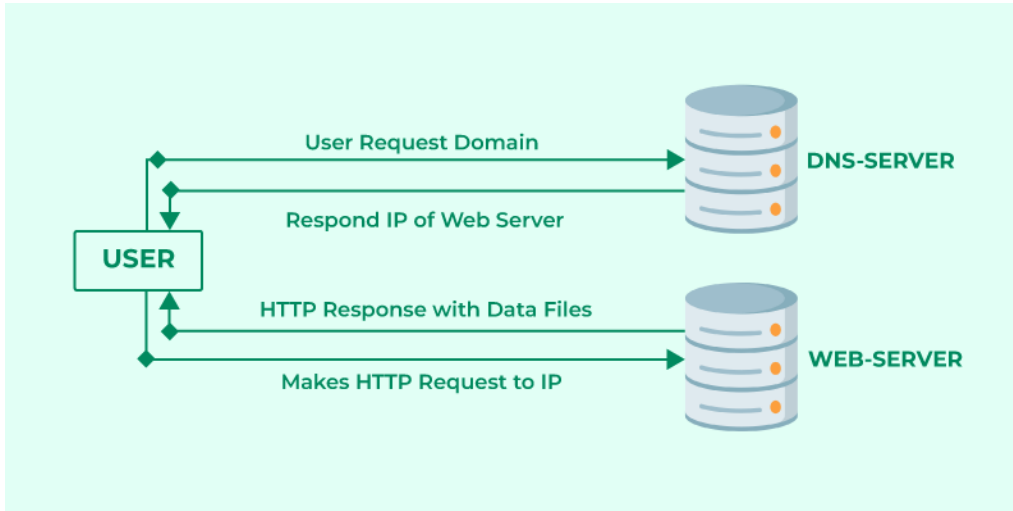 User Request Domain
DNS-SERVER
Respond IP of Web Server
USER
HTTP Response with Data Files
WEB-SERVER
Makes HTTP Request to IP